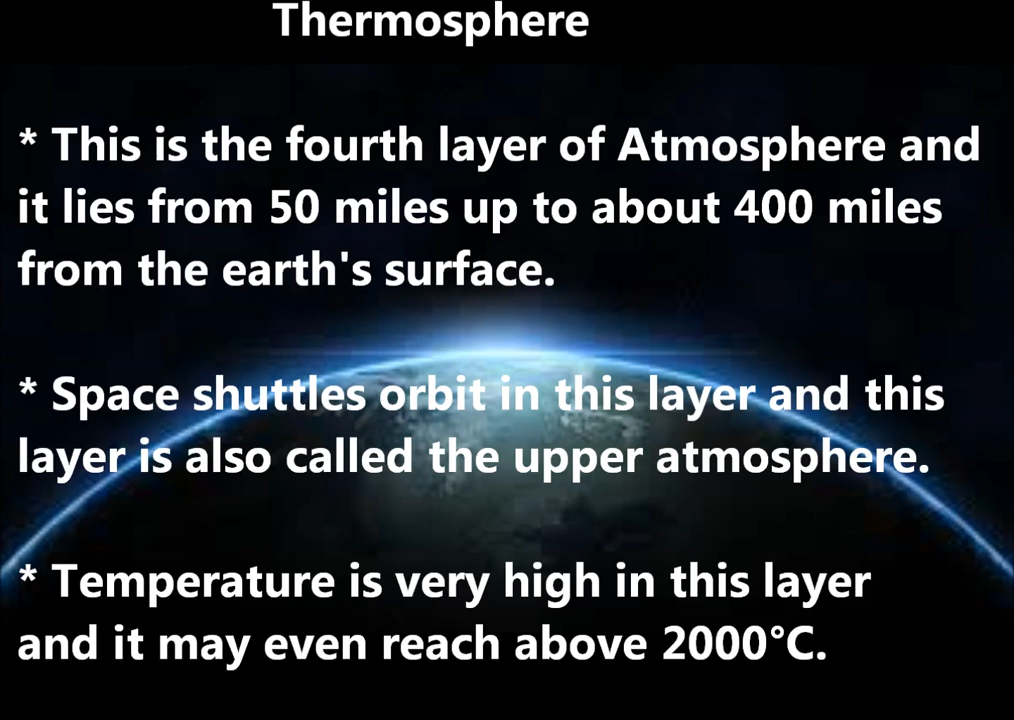 Thermosphere
* This is the fourth layer of Atmosphere and
it lies from 50 miles up to about 400 miles
from the earth's surface.
* Space shuttles orbit in this layer and this
layer is also called the upper atmosphere.
* Temperature is very high in this layer
and it may even reach above 2000°C.